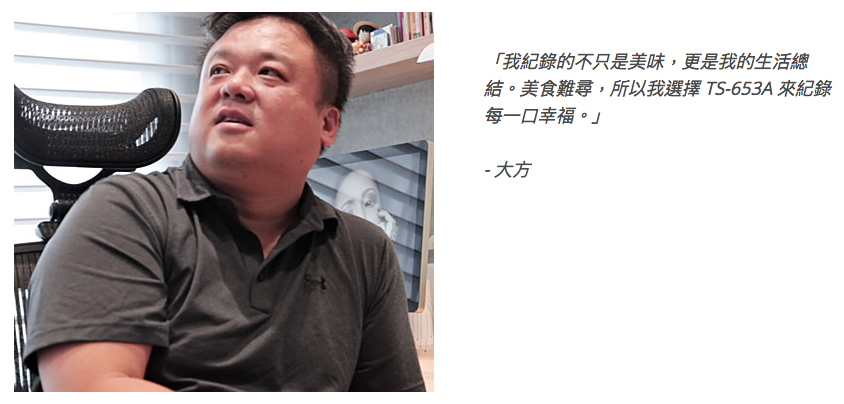 「我紀錄的不只是美味，更是我的生活總
結。美食難尋，所以我選擇 TS-653A 來紀錄
每一口幸福。」
- 大方